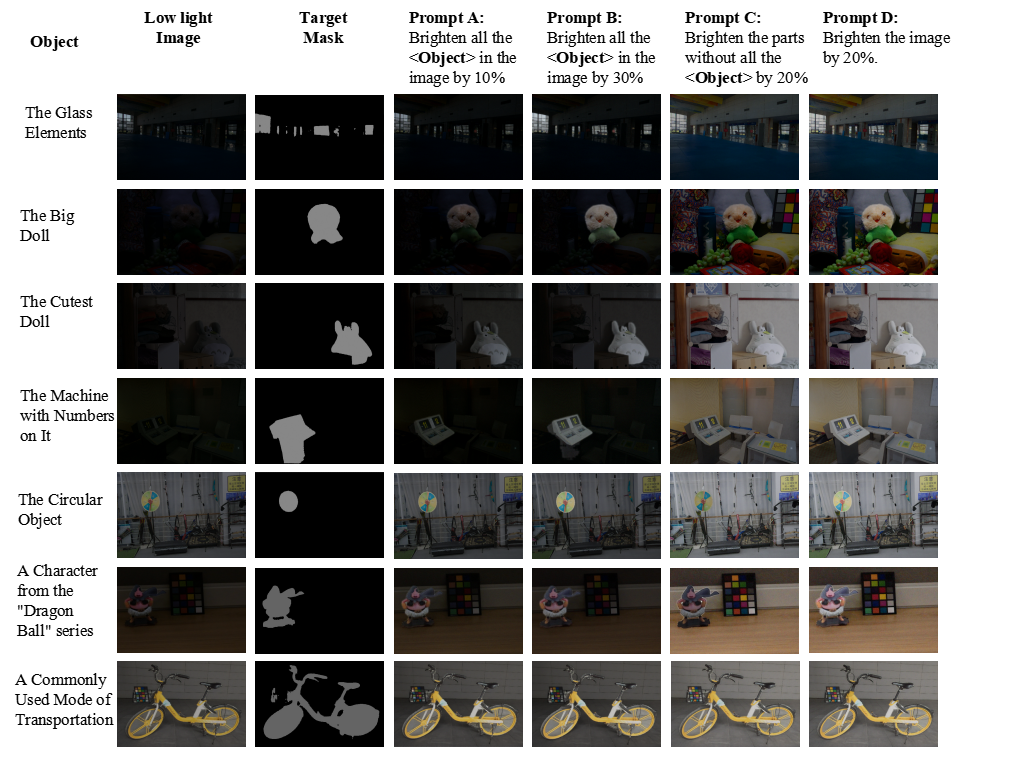 Object
Low light
Image
Target
Mask
Prompt A:
Brighten all the
<Object> in the
image by 10%
Prompt B:
Brighten all the
<Object> in the
image by 30%
Prompt C:
Brighten the parts
without all the
<Object> by 20%
Prompt D:
Brighten the image
by 20%.
The Glass
Elements
The Big
Doll
The Cutest
Doll
The Machine
with Numbers
on It
The Circular
Object
A Character
from the
"Dragon
Ball" series
A Commonly
Used Mode of
Transportation